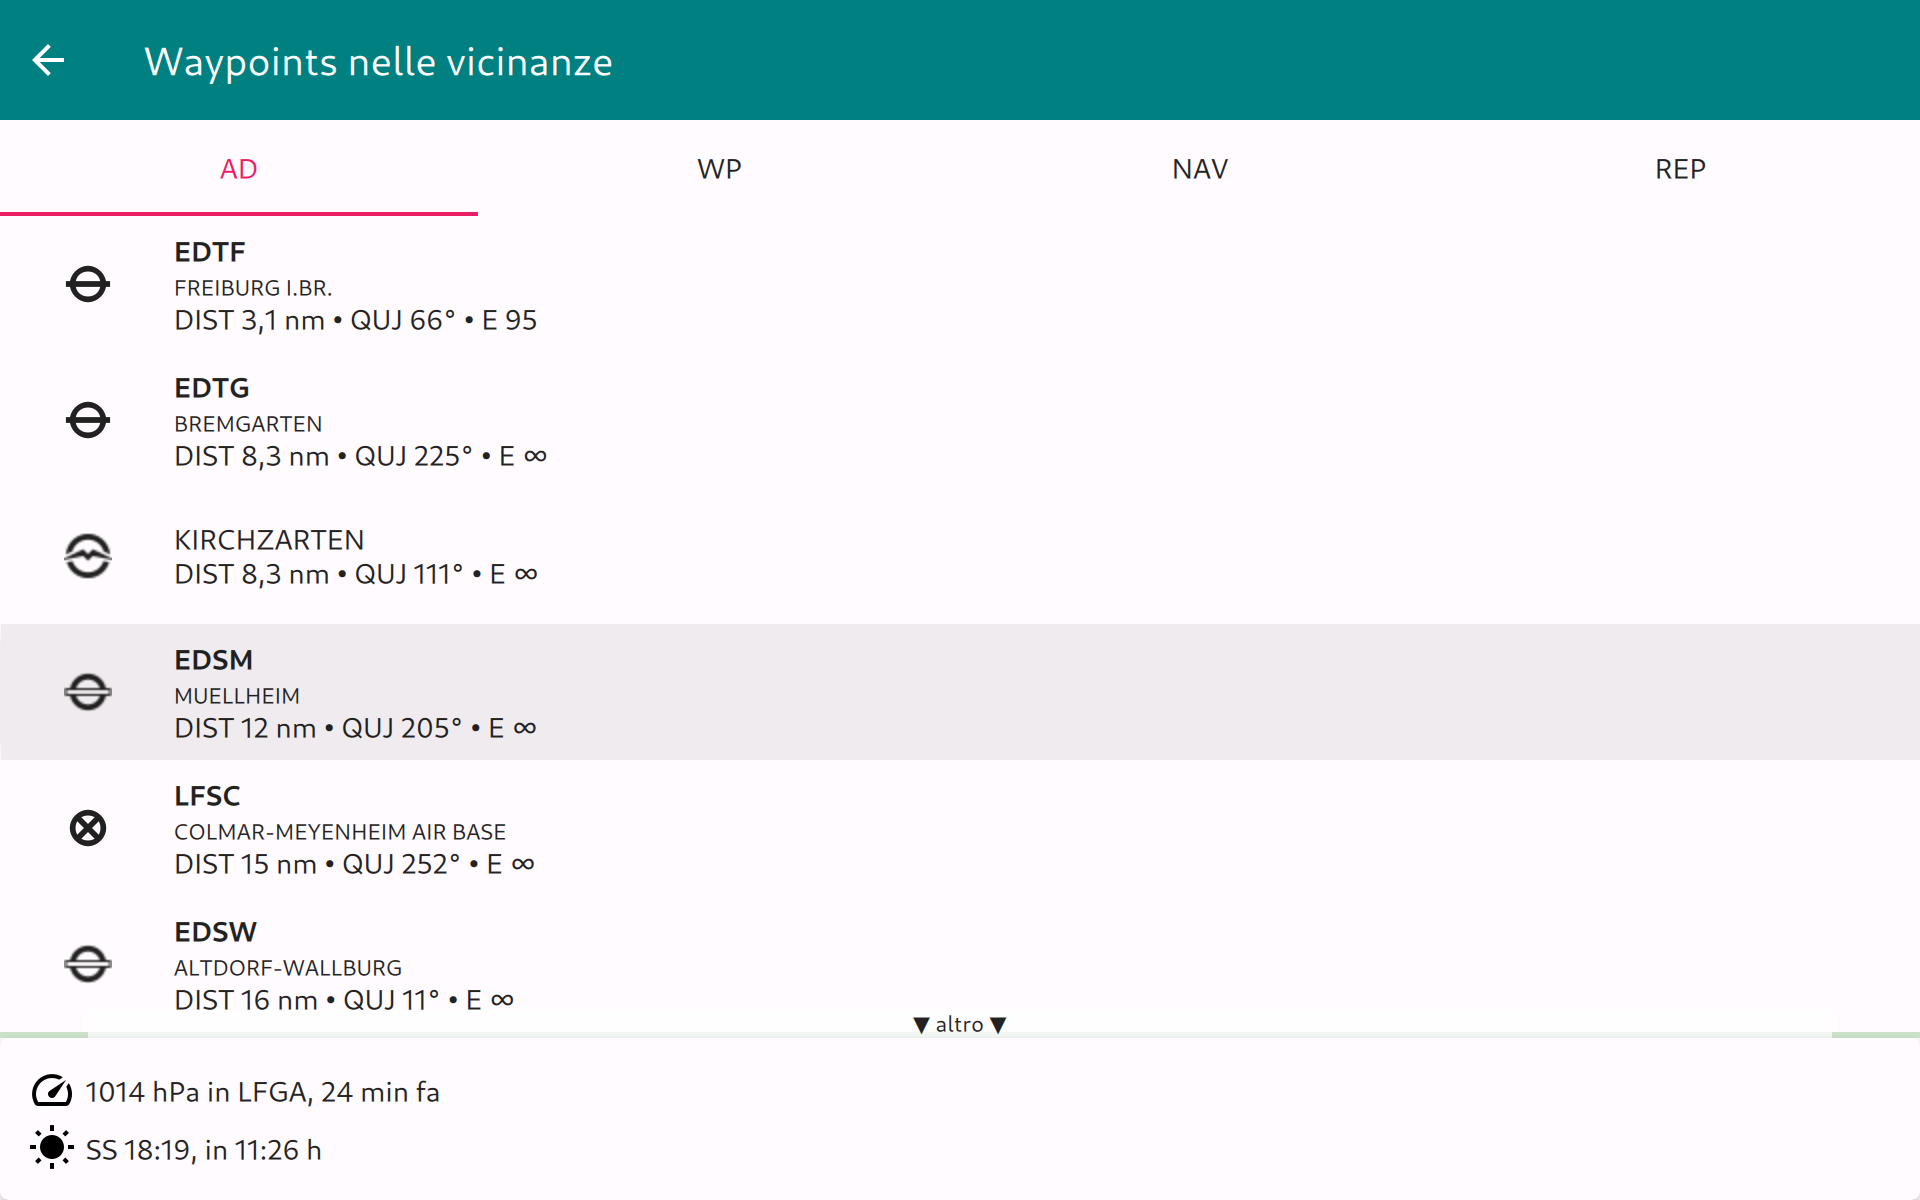 Waypoints nelle vicinanze
AD WP NAV REP
EDTF
FREIBURG I.BR.
DIST 3,1 nm • QUJ 66° • E 95
EDTG
BREMGARTEN
DIST 8,3 nm • QUJ 225° • E ∞
KIRCHZARTEN
DIST 8,3 nm • QUJ 111° • E ∞
EDSM
MUELLHEIM
DIST 12 nm • QUJ 205° • E ∞
LFSC
COLMAR-MEYENHEIM AIR BASE
DIST 15 nm • QUJ 252° • E ∞
EDSW
ALTDORF-WALLBURG
DIST 16 nm • QUJ 11° • E ∞
▼ altro ▼
1014 hPa in LFGA, 24 min fa
SS 18:19, in 11:26 h